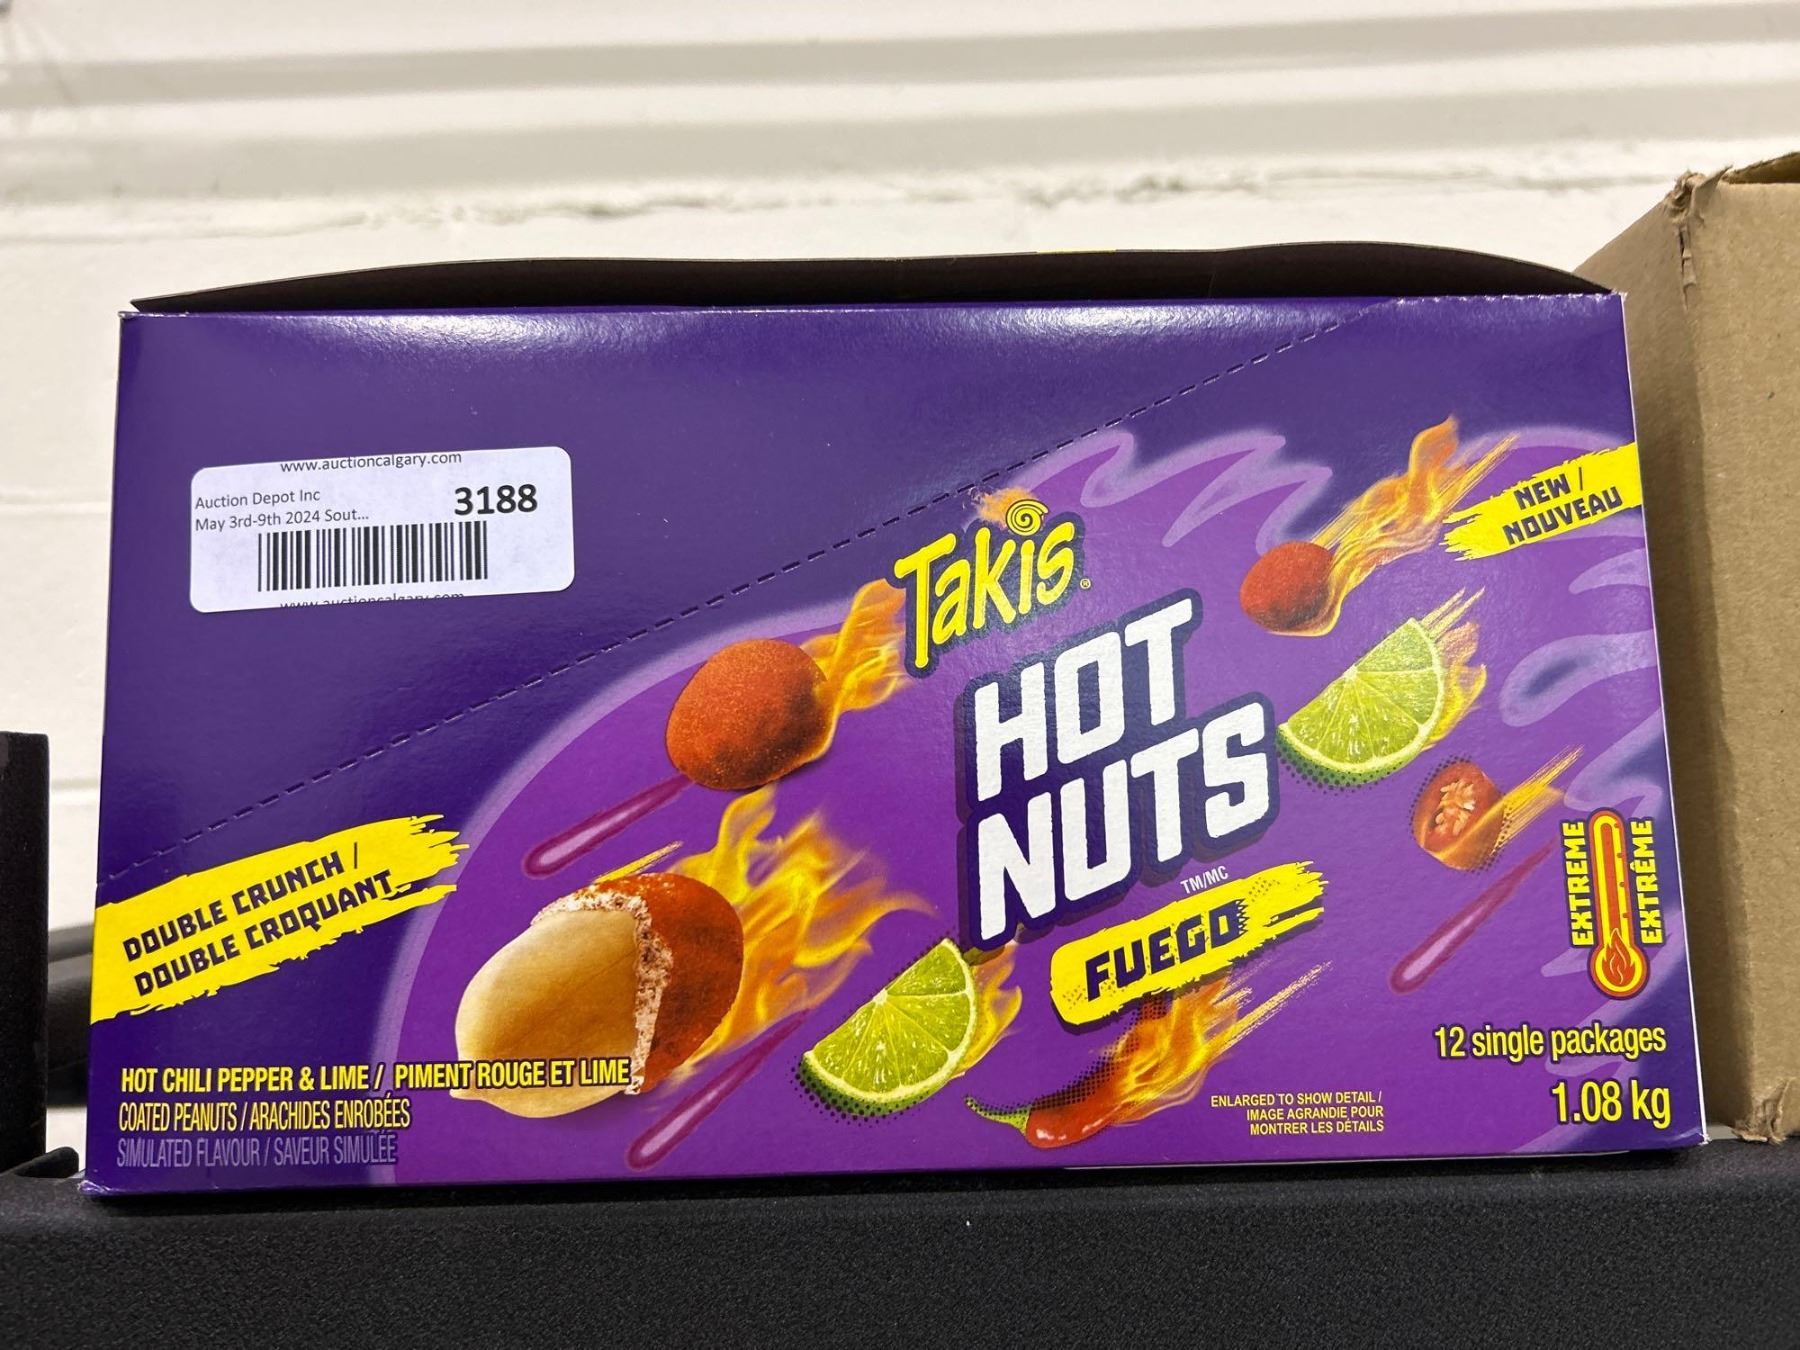 www.auctioncalgary.com
Auction Depot Inc
May 3rd-9th 2024 Sout...
3188
www.auctioncalgary.com
Takis®
HOT
NUTS
TM/MC
FUEGO
NEW /
NOUVEAU
DOUBLE CRUNCH /
DOUBLE CROQUANT
EXTREME
EXTRÊME
HOT CHILI PEPPER & LIME / PIMENT ROUGE ET LIME
COATED PEANUTS / ARACHIDES ENROBÉES
SIMULATED FLAVOUR / SAVEUR SIMULÉE
ENLARGED TO SHOW DETAIL /
IMAGE AGRANDIE POUR
MONTRER LES DÉTAILS
12 single packages
1.08 kg